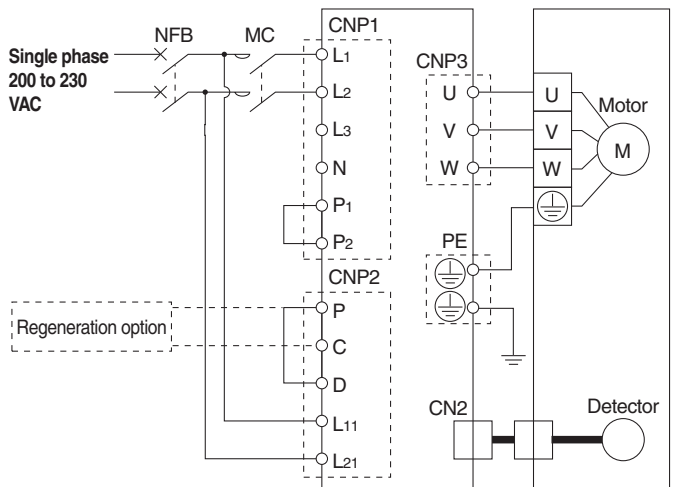 NFB
MC
CNP1
Single phase
200 to 230
VAC
L1
L2
L3
N
P1
P2
CNP3
U
V
W
U
V
W
Motor
M
PE
CNP2
Regeneration option
P
C
D
L11
L21
CN2
Detector